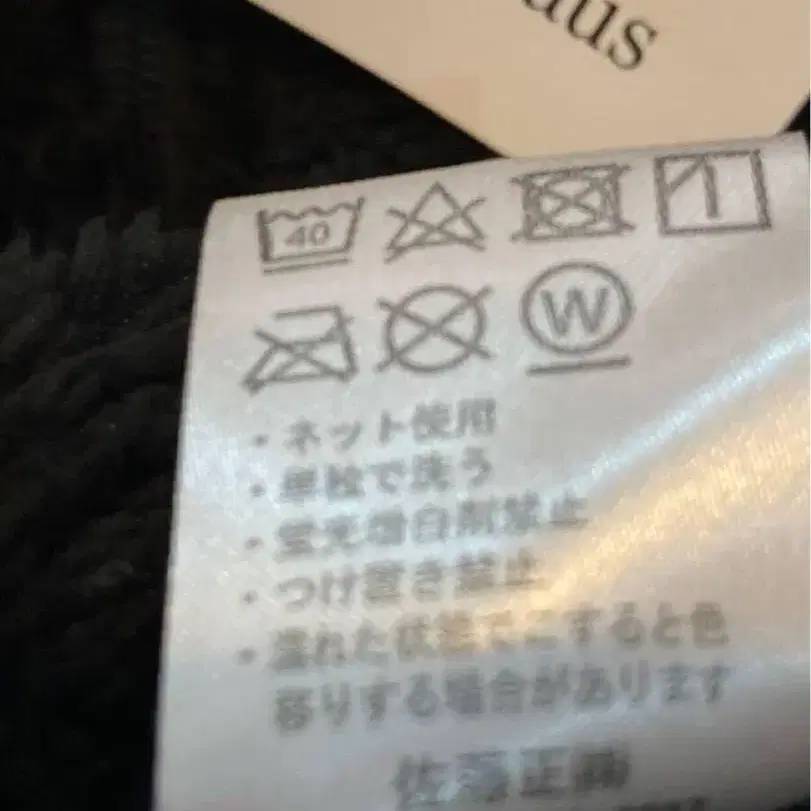 aus
40
W
・ネット使用
・単独で洗う
・蛍光増白剤禁止
・つけ置き禁止
・濡れた状態でこすると色
移りする場合があります